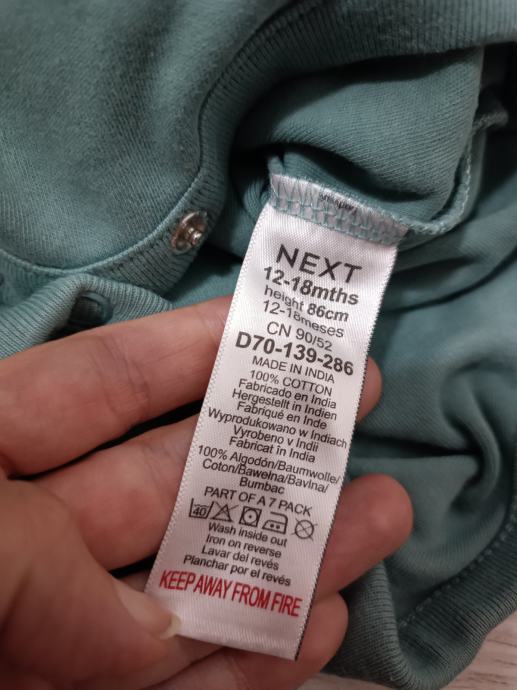 NEXT
12-18mths
height 86cm
12-18meses
CN 90/52
D70-139-286
MADE IN INDIA
100% COTTON
Fabricado en India
Hergestellt in Indien
Fabriqué en Inde
Wyprodukowano w Indiach
Vyrobeno v Indii
Fabricat în India
100% Algodón/Baumwolle/
Coton/Bawełna/Bavlna/
Bumbac
PART OF A 7 PACK
40
Wash inside out
Iron on reverse
Lavar del revés
Planchar por el revés
KEEP AWAY FROM FIRE